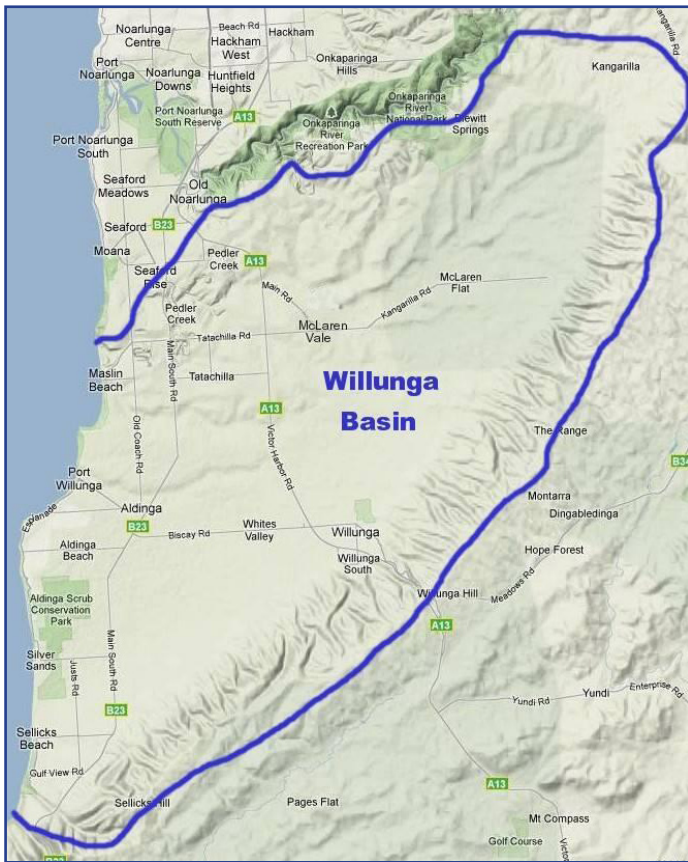 Beach Rd
Hackham
Noarlunga
Centre
Hackham
West
Onkaparinga
Hills
Kangarilla Rd
Kangarilla
Port
Noarlunga
Noarlunga
Downs
Huntfield
Heights
A13
Port Noarlunga
South Reserve
Onkaparinga
River
Recreation Park
Onkaparinga
River
National Park
Blewitt
Springs
Port Noarlunga
South
Seaford
Meadows
Old
Noarlunga
Seaford
B23
Moana
Seaford
Rise
Pedler
Creek
A13
Pedler
Creek
Main Rd
McLaren
Flat
Kangarilla Rd
McLaren
Vale
Tatachilla Rd
Maslin
Beach
Main South Rd
Tatachilla
Willunga
Basin
Old Coach Rd
A13
Victor Harbor Rd
The Range
B34
Port
Willunga
Montarra
Esplanade
Aldinga
Dingabledinga
B23
Whites
Valley
Biscay Rd
Willunga
Aldinga
Beach
Willunga
South
Hope Forest
Meadows Rd
Willunga Hill
Aldinga Scrub
Conservation
Park
A13
Silver
Sands
Main South Rd
Justs Rd
Yundi Rd
Yundi
Enterprise Rd
B23
Sellicks
Beach
Gulf View Rd
Sellicks Hill
Pages Flat
A13
Mt Compass
Golf Course
Victor
B23